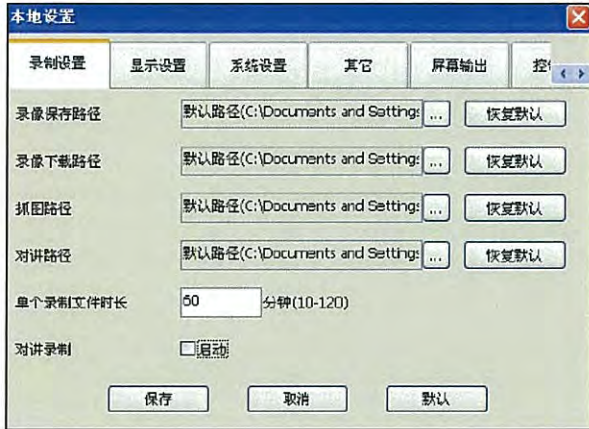 本地设置
录制设置 显示设置 系统设置 其它 屏幕输出
录像保存路径 默认路径(C:\Documents and Settings ... 恢复默认
录像下载路径 默认路径(C:\Documents and Settings ... 恢复默认
抓图路径 默认路径(C:\Documents and Settings ... 恢复默认
对讲路径 默认路径(C:\Documents and Settings ... 恢复默认
单个录制文件时长 60 分钟(10-120)
对讲录制 启动
保存 取消 默认